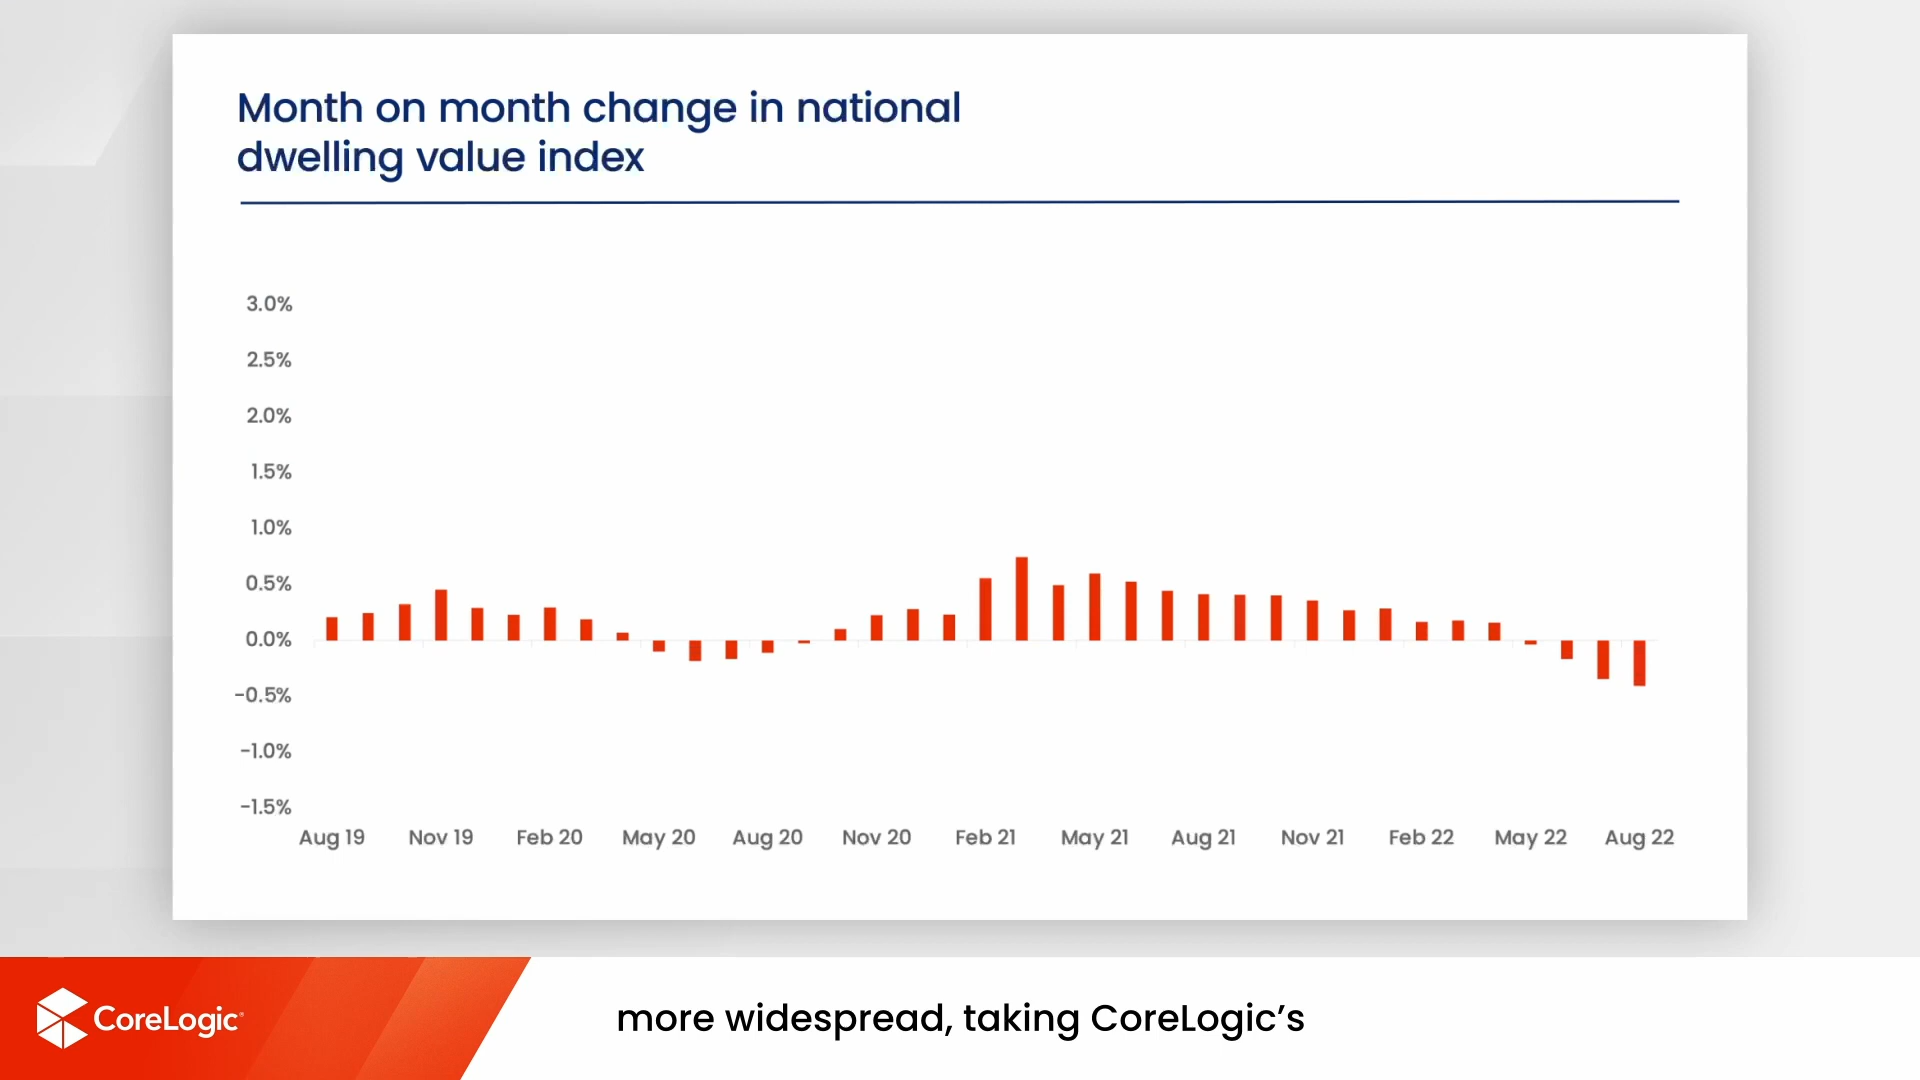 Month on month change in national
dwelling value index
3.0%
2.5%
2.0%
1.5%
1.0%
0.5%
0.0%
-0.5%
-1.0%
-1.5%
Aug 19 Nov 19 Feb 20 May 20 Aug 20 Nov 20 Feb 21 May 21 Aug 21 Nov 21 Feb 22 May 22 Aug 22
CoreLogic
more widespread, taking CoreLogic’s